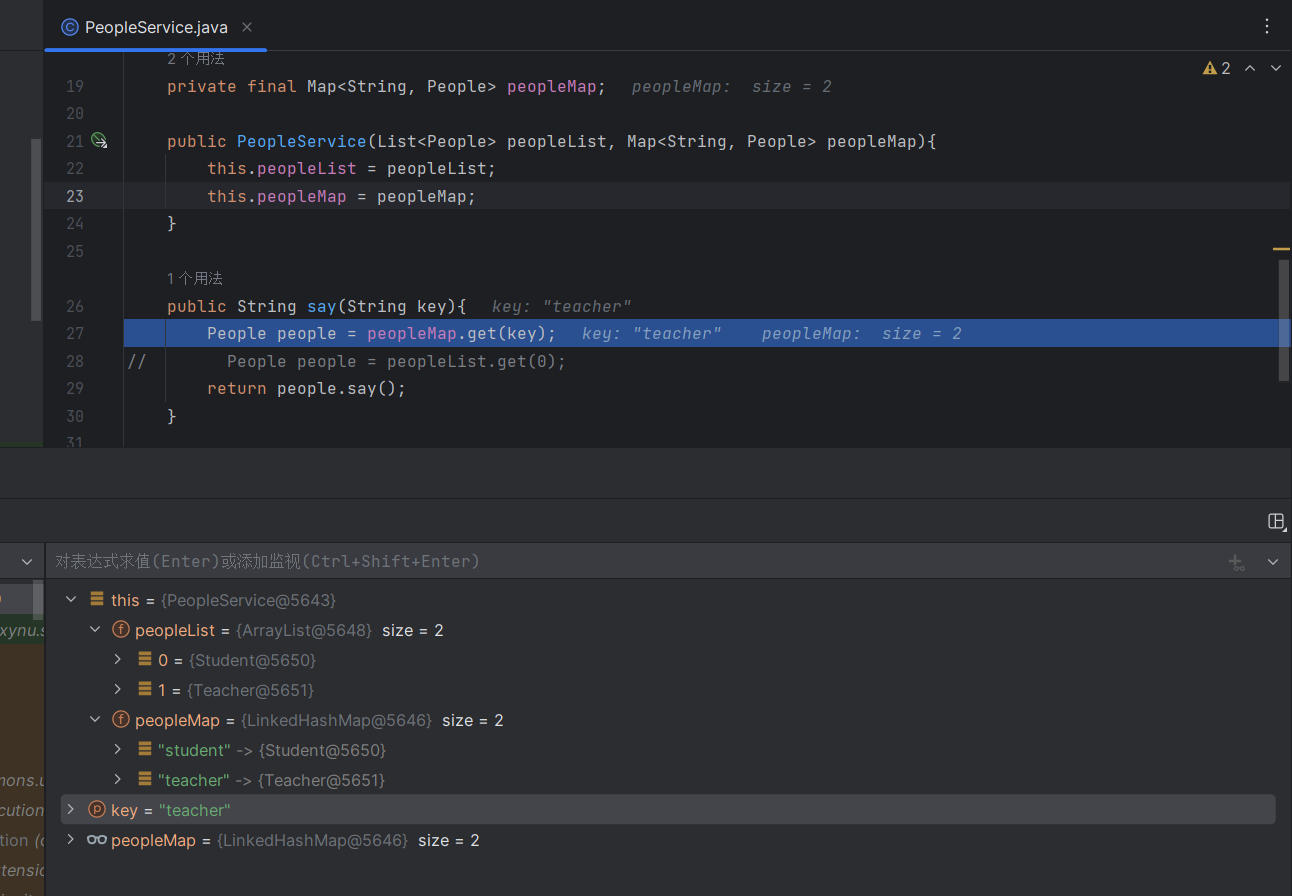 PeopleService.java
2 个用法
2
19 private final Map<String, People> peopleMap; peopleMap: size = 2
20
21 public PeopleService(List<People> peopleList, Map<String, People> peopleMap){
22 this.peopleList = peopleList;
23 this.peopleMap = peopleMap;
24 }
25
1 个用法
26 public String say(String key){ key: "teacher"
27 People people = peopleMap.get(key); key: "teacher" peopleMap: size = 2
28 // People people = peopleList.get(0);
29 return people.say();
30 }
31
对表达式求值(Enter)或添加监视(Ctrl+Shift+Enter)
this = {PeopleService@5643}
peopleList = {ArrayList@5648} size = 2
0 = {Student@5650}
1 = {Teacher@5651}
peopleMap = {LinkedHashMap@5646} size = 2
"student" -> {Student@5650}
"teacher" -> {Teacher@5651}
key = "teacher"
peopleMap = {LinkedHashMap@5646} size = 2